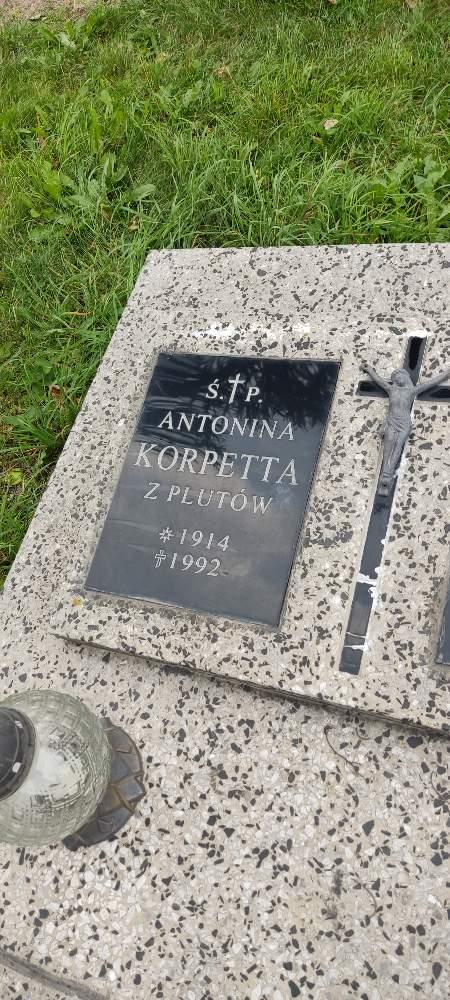 Ś.†P.
ANTONINA
KORPETTA
Z PLUTÓW
* 1914
✝ 1992